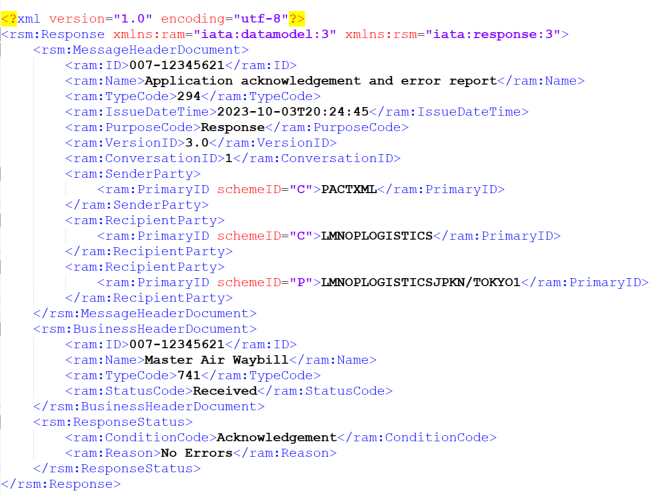 <?xml version="1.0" encoding="utf-8"?>
<rsm:Response xmlns:ram="iata:datamodel:3" xmlns:rsm="iata:response:3">
    <rsm:MessageHeaderDocument>
        <ram:ID>007-12345621</ram:ID>
        <ram:Name>Application acknowledgement and error report</ram:Name>
        <ram:TypeCode>294</ram:TypeCode>
        <ram:IssueDateTime>2023-10-03T20:24:45</ram:IssueDateTime>
        <ram:PurposeCode>Response</ram:PurposeCode>
        <ram:VersionID>3.0</ram:VersionID>
        <ram:ConversationID>1</ram:ConversationID>
        <ram:SenderParty>
            <ram:PrimaryID schemeID="C">PACTXML</ram:PrimaryID>
        </ram:SenderParty>
        <ram:RecipientParty>
            <ram:PrimaryID schemeID="C">LMNOPLOGISTICS</ram:PrimaryID>
        </ram:RecipientParty>
        <ram:RecipientParty>
            <ram:PrimaryID schemeID="P">LMNOPLOGISTICSJPKN/TOKYO1</ram:PrimaryID>
        </ram:RecipientParty>
    </rsm:MessageHeaderDocument>
    <rsm:BusinessHeaderDocument>
        <ram:ID>007-12345621</ram:ID>
        <ram:Name>Master Air Waybill</ram:Name>
        <ram:TypeCode>741</ram:TypeCode>
        <ram:StatusCode>Received</ram:StatusCode>
    </rsm:BusinessHeaderDocument>
    <rsm:ResponseStatus>
        <ram:ConditionCode>Acknowledgement</ram:ConditionCode>
        <ram:Reason>No Errors</ram:Reason>
    </rsm:ResponseStatus>
</rsm:Response>